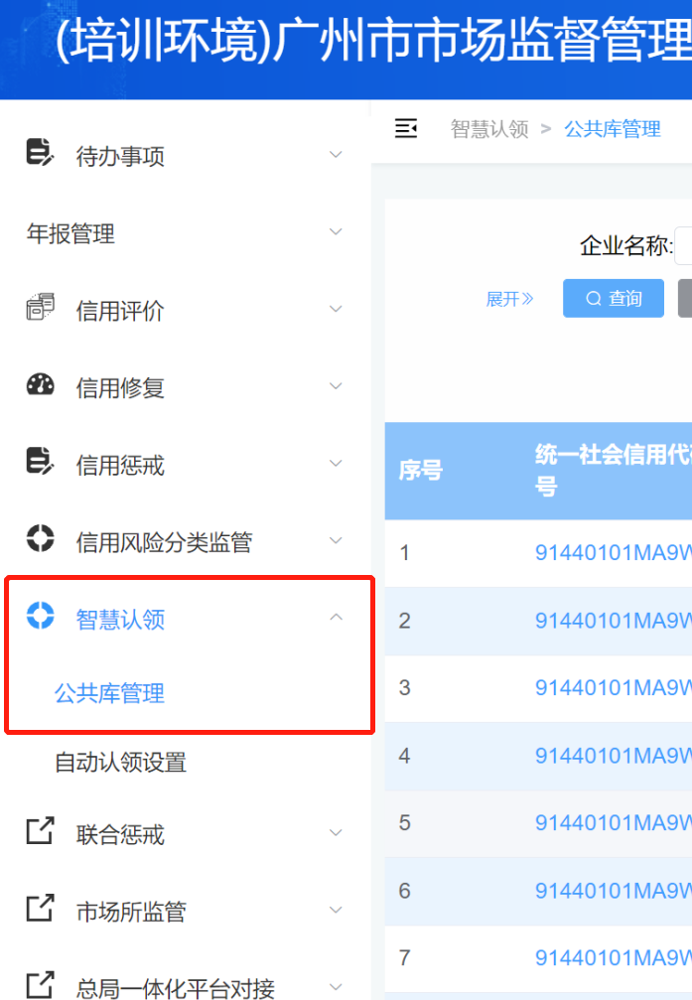 (培训环境)广州市市场监督管理
智慧认领 > 公共库管理
待办事项
年报管理
信用评价
信用修复
信用惩戒
信用风险分类监管
智慧认领
公共库管理
自动认领设置
联合惩戒
市场所监管
总局一体化平台对接
企业名称:
展开» 查询
序号 统一社会信用代码
号
1 91440101MA9W
2 91440101MA9W
3 91440101MA9W
4 91440101MA9W
5 91440101MA9W
6 91440101MA9W
7 91440101MA9W